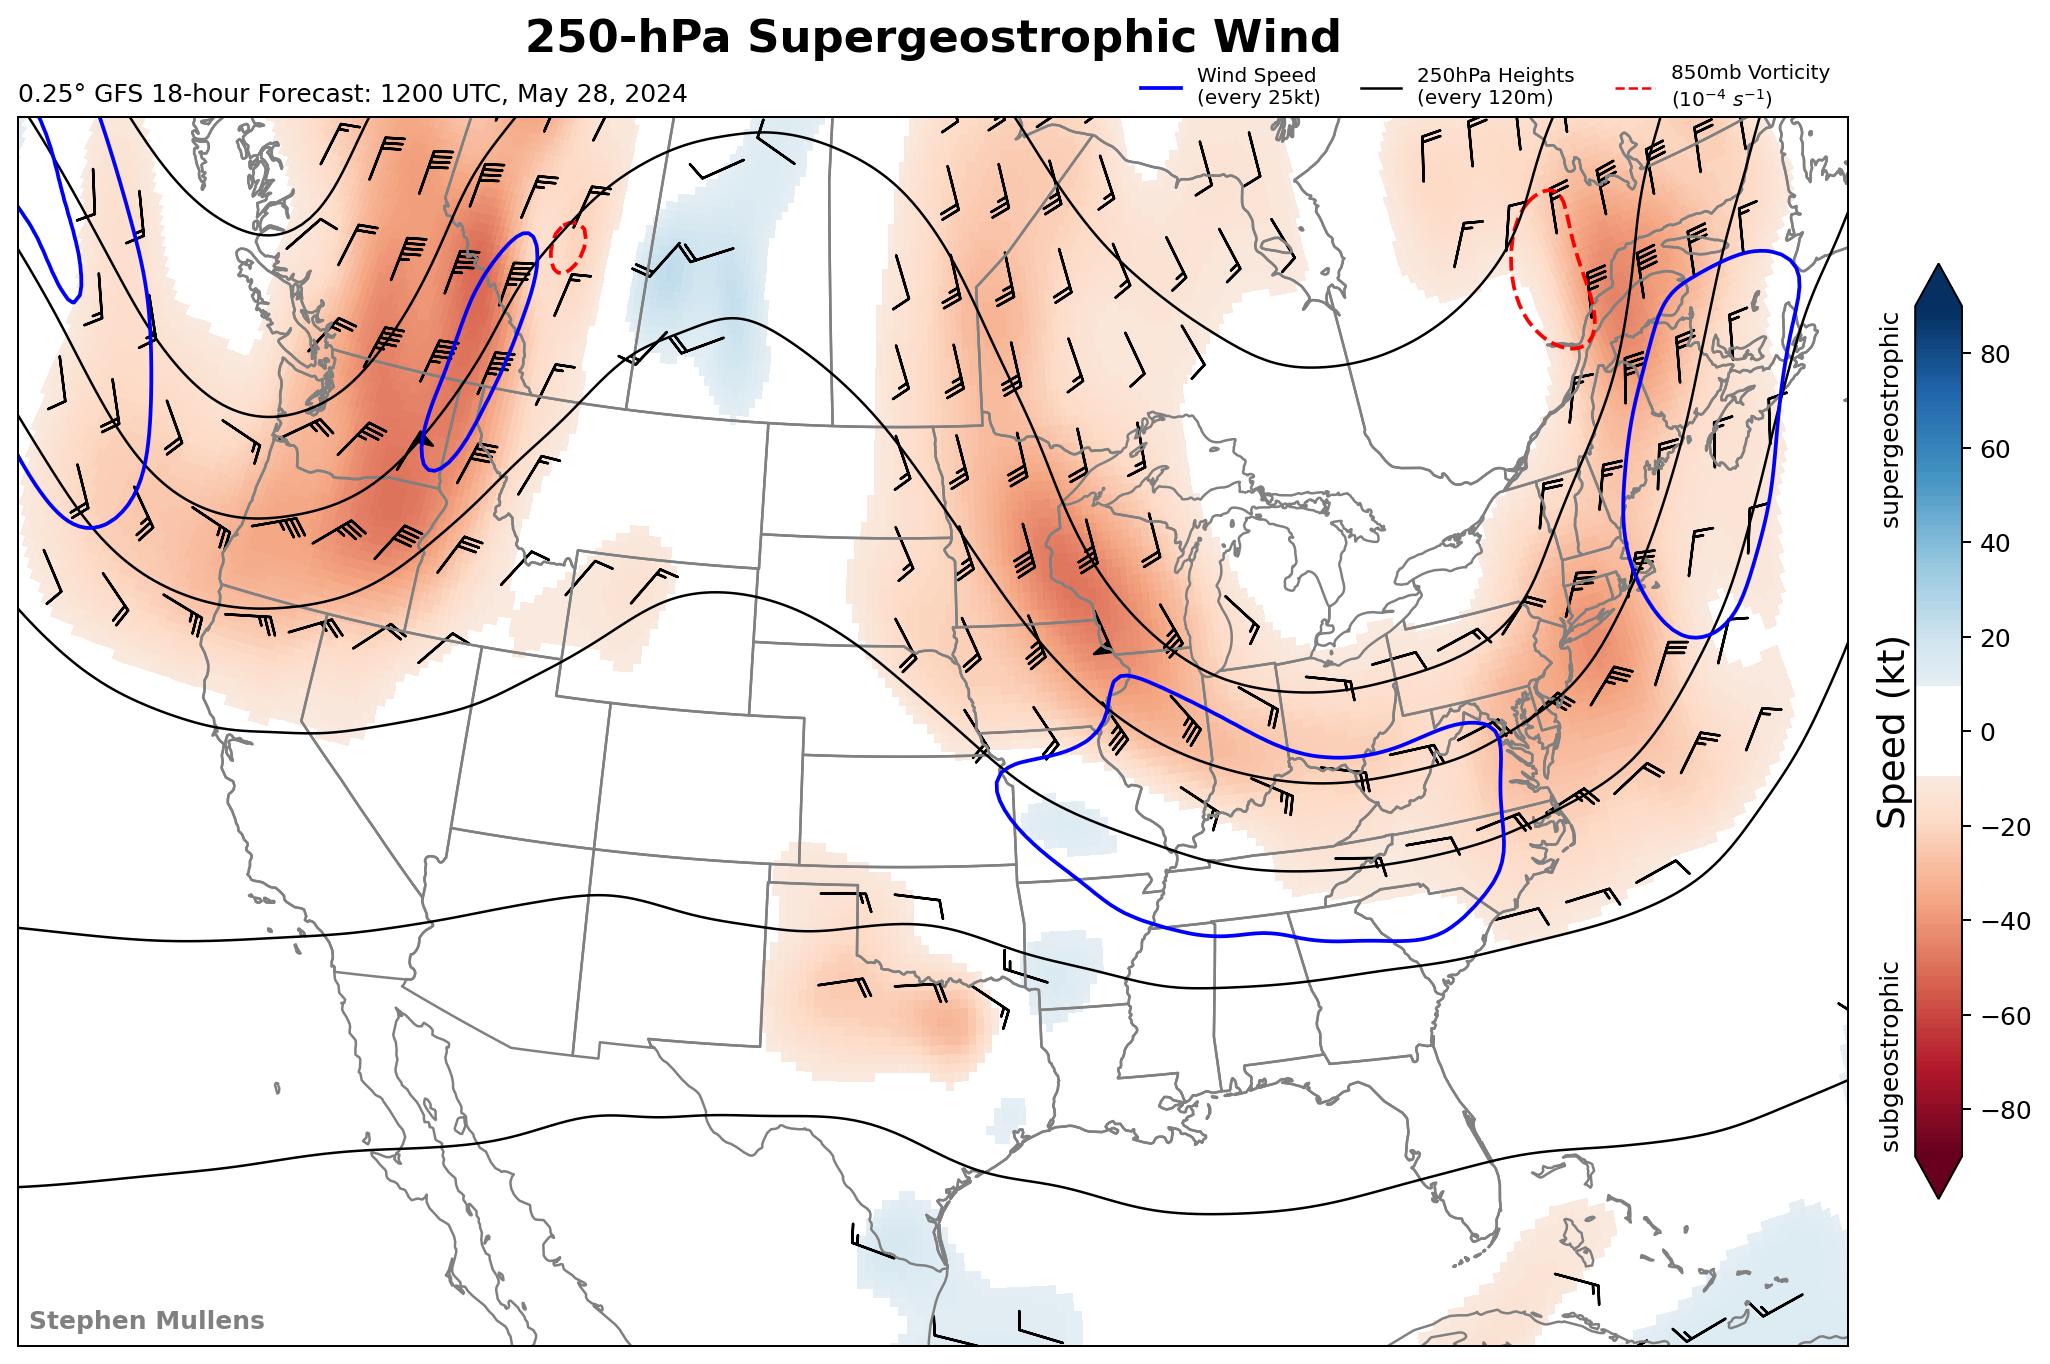 250-hPa Supergeostrophic Wind
0.25° GFS 18-hour Forecast: 1200 UTC, May 28, 2024
Wind Speed
(every 25kt)
250hPa Heights
(every 120m)
850mb Vorticity
(10⁻⁴ s⁻¹)
supergeostrophic
Speed (kt)
subgeostrophic
80
60
40
20
0
−20
−40
−60
−80
Stephen Mullens